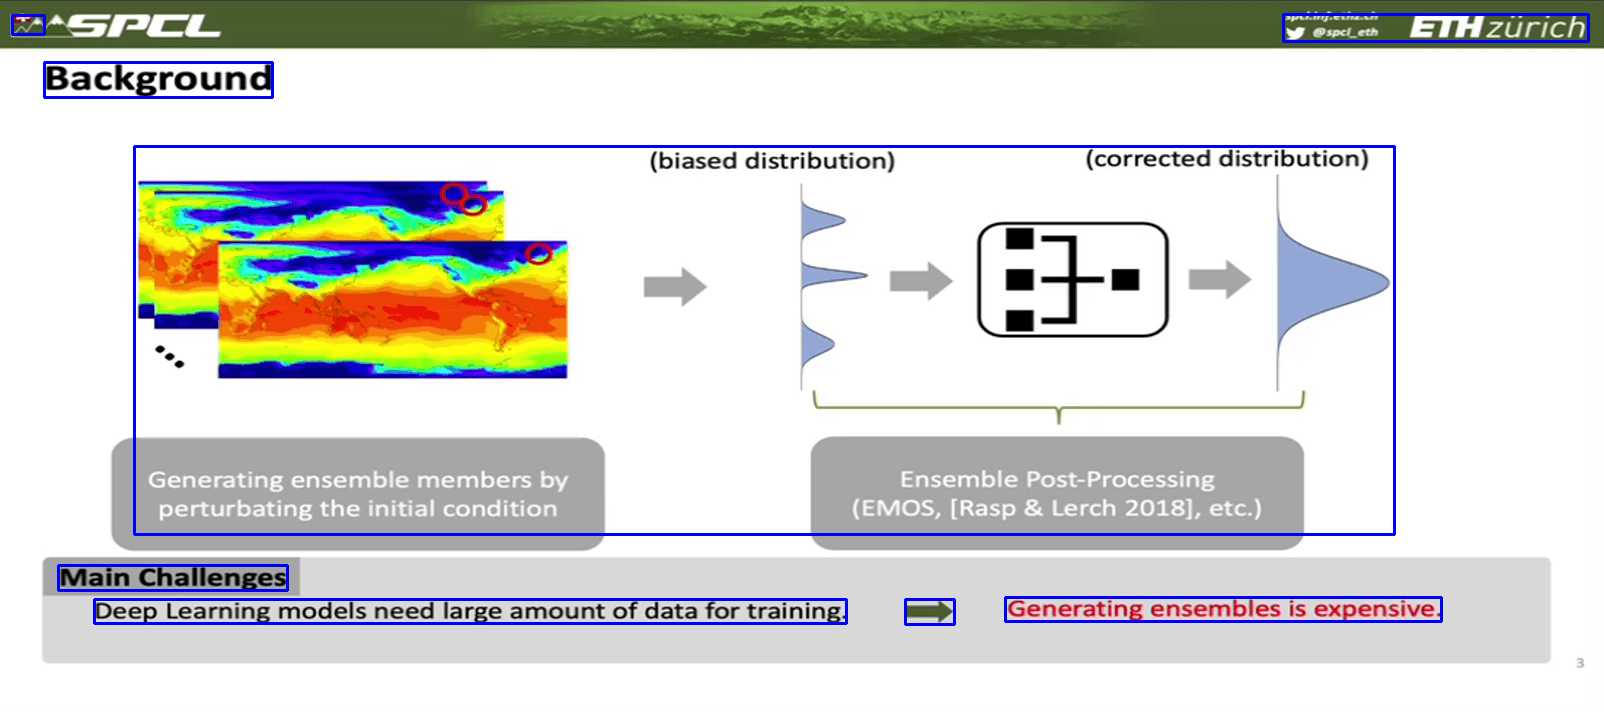 SPCL
spcl.inf.ethz.ch
@spcl_eth
ETH zürich
Background
(biased distribution)
(corrected distribution)
Generating ensemble members by
perturbating the initial condition
Ensemble Post-Processing
(EMOS, [Rasp & Lerch 2018], etc.)
Main Challenges
Deep Learning models need large amount of data for training.
Generating ensembles is expensive.
3